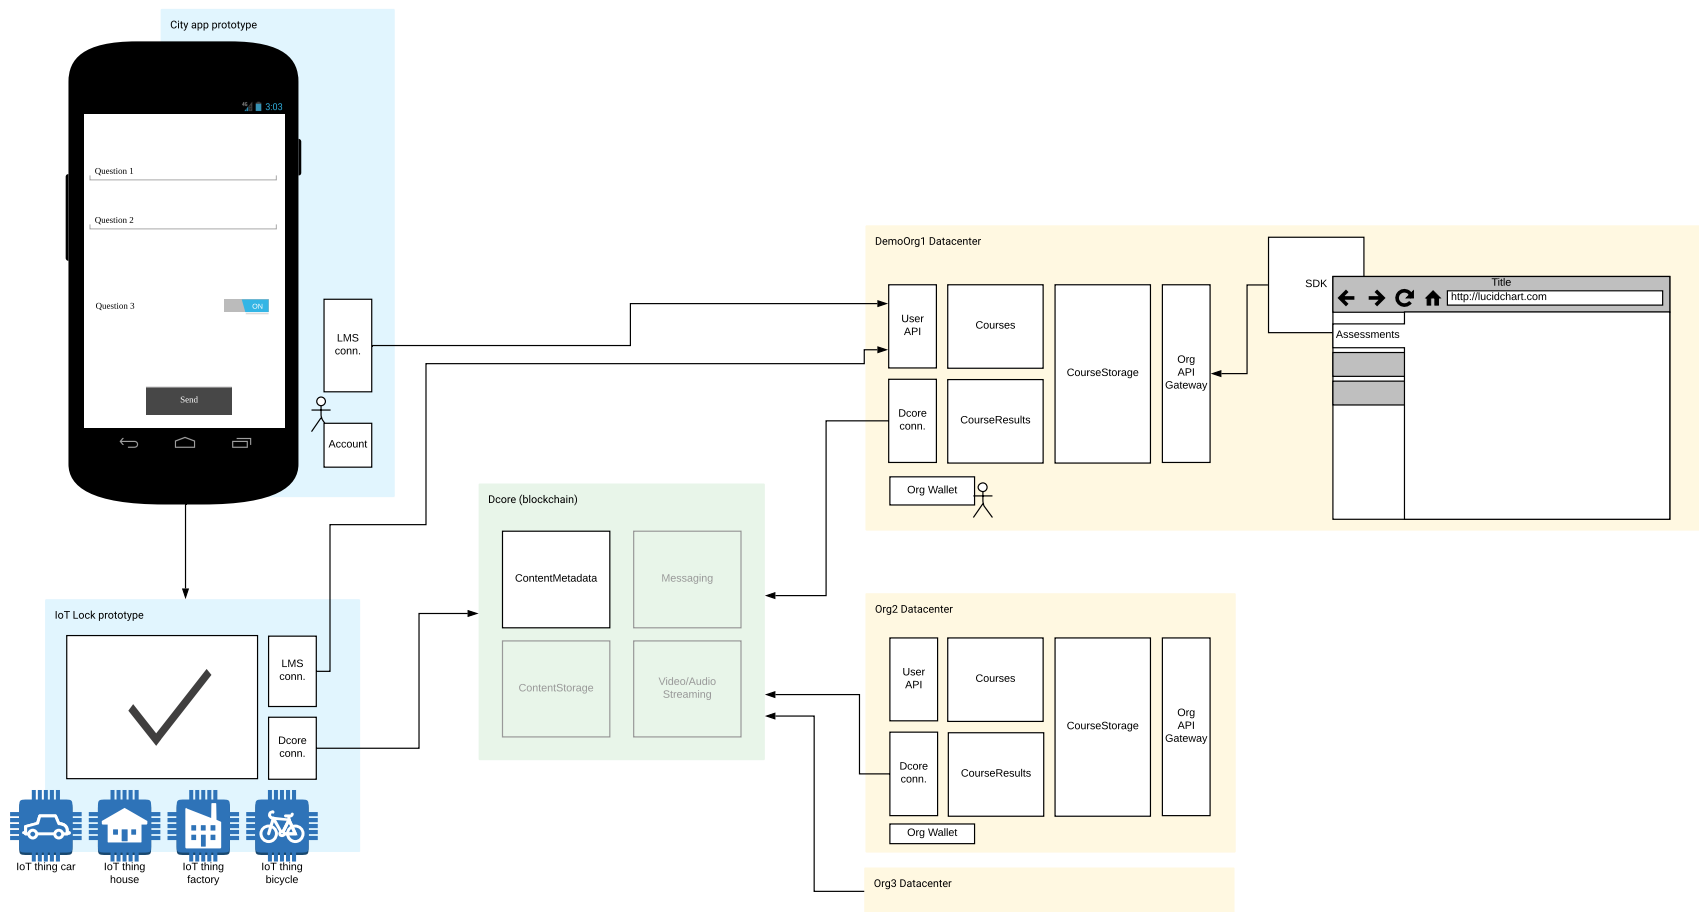 City app prototype
4G
3:03
Question 1
Question 2
Question 3
ON
Send
LMS
conn.
Account
IoT Lock prototype
LMS
conn.
Dcore
conn.
IoT thing car
IoT thing
house
IoT thing
factory
IoT thing
bicycle
Dcore (blockchain)
ContentMetadata
Messaging
ContentStorage
Video/Audio
Streaming
DemoOrg1 Datacenter
User
API
Courses
CourseStorage
Org
API
Gateway
Dcore
conn.
CourseResults
Org Wallet
SDK
Title
http://lucidchart.com
Assessments
Org2 Datacenter
User
API
Courses
CourseStorage
Org
API
Gateway
Dcore
conn.
CourseResults
Org Wallet
Org3 Datacenter